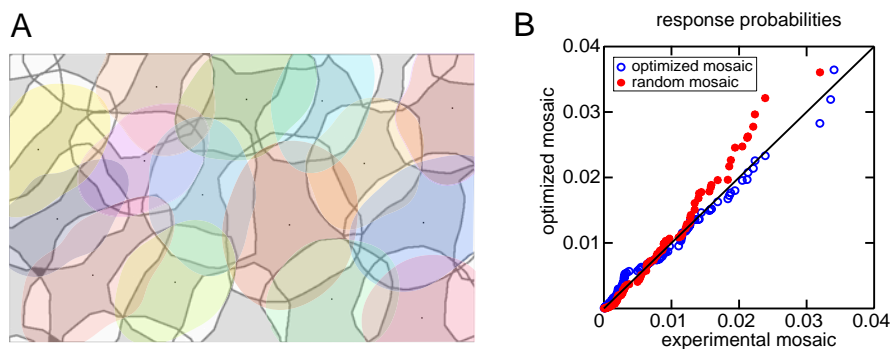 A
B
response probabilities
optimized mosaic
random mosaic
optimized mosaic
0.04
0.03
0.02
0.01
0
0.01
0.02
0.03
0.04
experimental mosaic